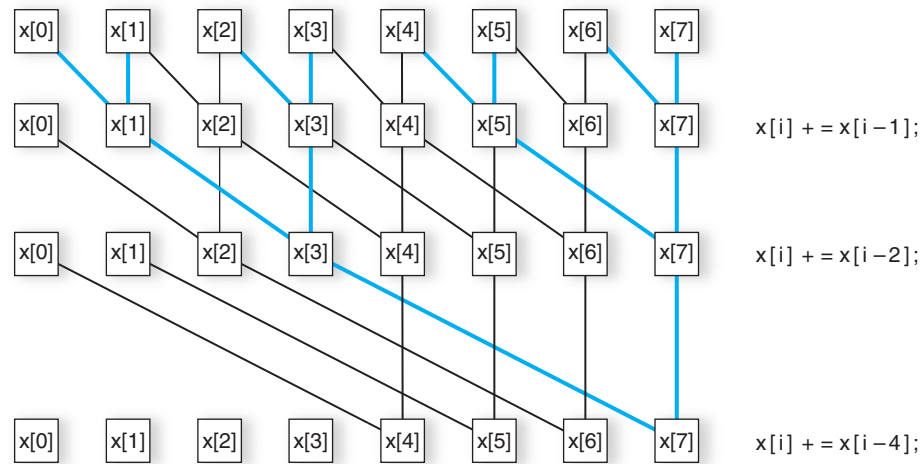 x[0] x[1] x[2] x[3] x[4] x[5] x[6] x[7]
x[0] x[1] x[2] x[3] x[4] x[5] x[6] x[7] x[i] += x[i-1];
x[0] x[1] x[2] x[3] x[4] x[5] x[6] x[7] x[i] += x[i-2];
x[0] x[1] x[2] x[3] x[4] x[5] x[6] x[7] x[i] += x[i-4];